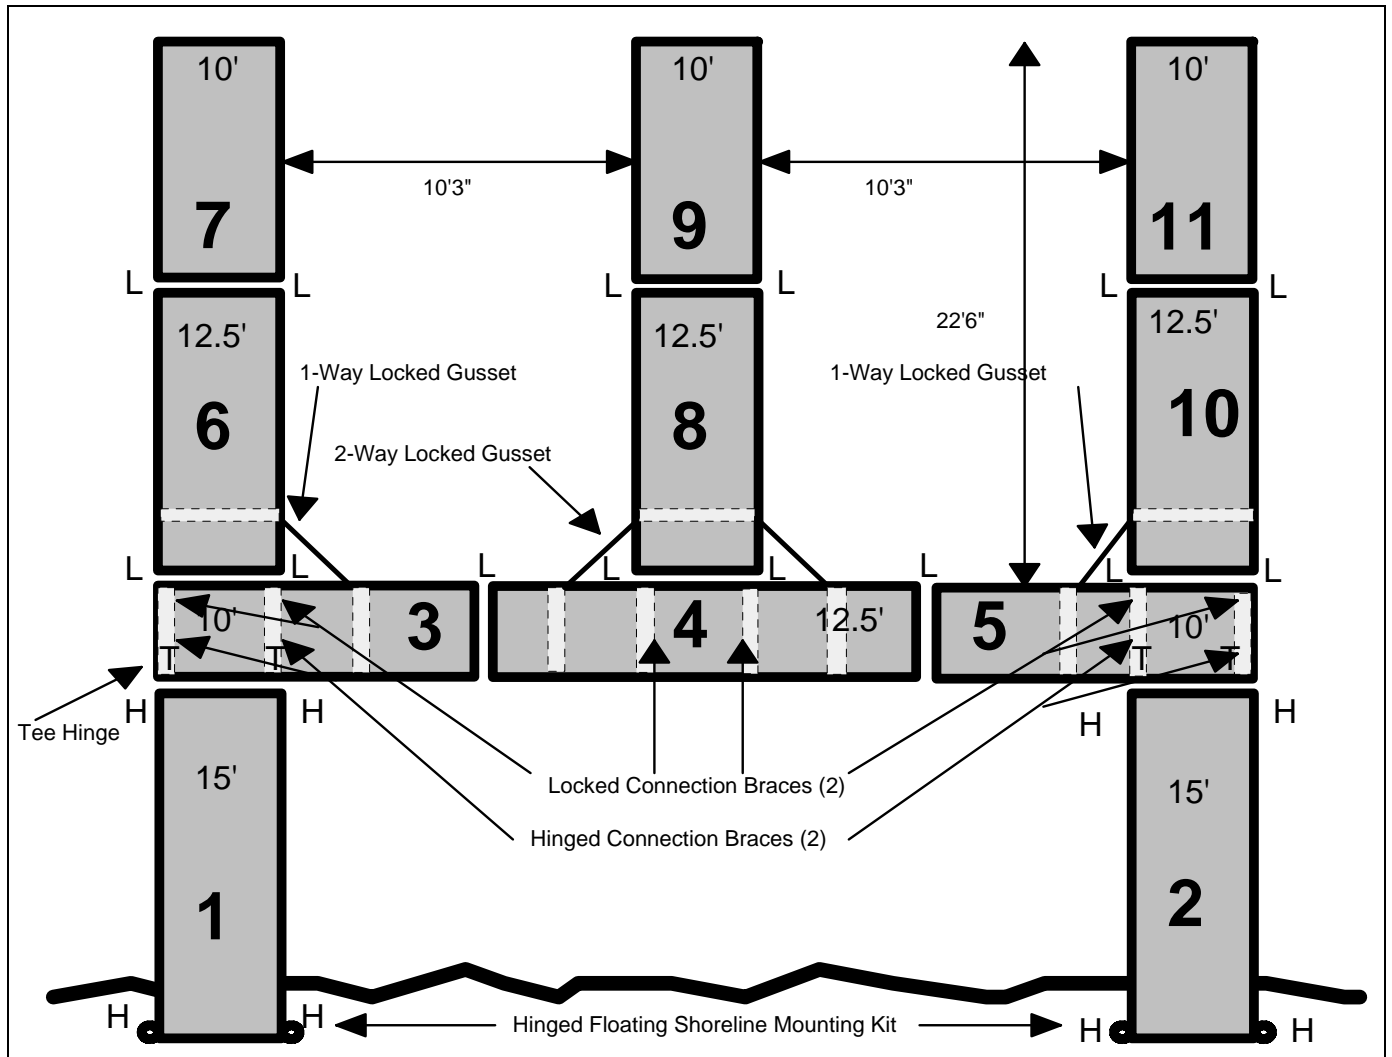 10' 10' 10'
10'3" 10'3"
7 9 11
L L L L L L
12.5' 12.5' 12.5'
22'6"
1-Way Locked Gusset 1-Way Locked Gusset
6 8 10
2-Way Locked Gusset
L L L L L L L L
10' 3 4 12.5' 5 10'
T T T T
Tee Hinge H H H H
15' Locked Connection Braces (2) 15'
Hinged Connection Braces (2)
1 2
H H Hinged Floating Shoreline Mounting Kit H H